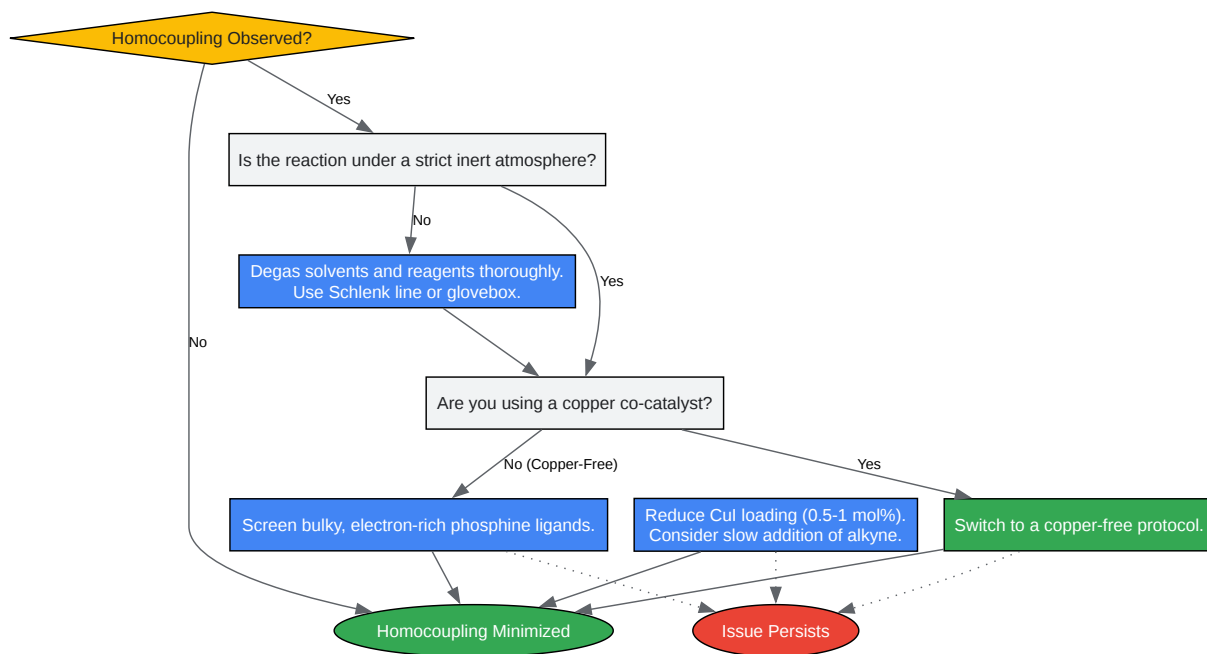 Homocoupling Observed?
Yes
Is the reaction under a strict inert atmosphere?
No
Degas solvents and reagents thoroughly.
Use Schlenk line or glovebox.
Yes
No
Are you using a copper co-catalyst?
No (Copper-Free)
Yes
Screen bulky, electron-rich phosphine ligands.
Reduce CuI loading (0.5-1 mol%).
Consider slow addition of alkyne.
Switch to a copper-free protocol.
Homocoupling Minimized
Issue Persists